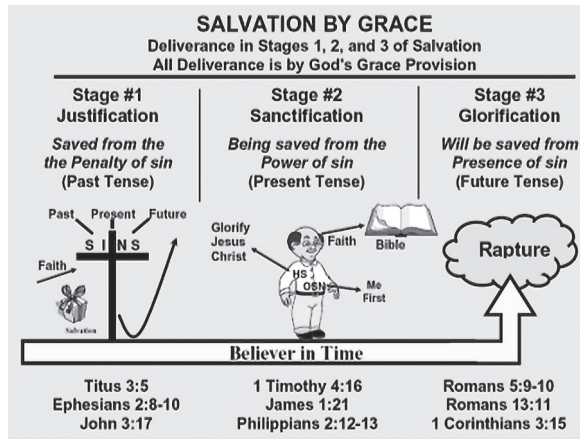 SALVATION BY GRACE
Deliverance in Stages 1, 2, and 3 of Salvation
All Deliverance is by God's Grace Provision
Stage #1
Justification
Saved from the
the Penalty of sin
(Past Tense)
Stage #2
Sanctification
Being saved from the
Power of sin
(Present Tense)
Stage #3
Glorification
Will be saved from
Presence of sin
(Future Tense)
Past Present Future
S I N S
Faith
Salvation
Glorify
Jesus
Christ
Faith
Bible
HS
OSN
Me
First
Rapture
Believer in Time
Titus 3:5
Ephesians 2:8-10
John 3:17
1 Timothy 4:16
James 1:21
Philippians 2:12-13
Romans 5:9-10
Romans 13:11
1 Corinthians 3:15